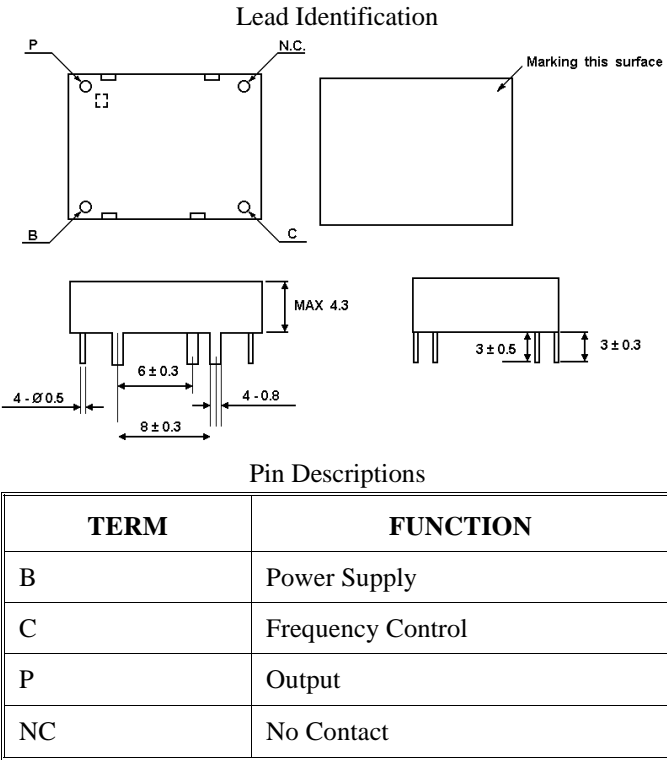 Lead Identification
P
N.C.
Marking this surface
B
C
MAX 4.3
6 ± 0.3
3 ± 0.5
3 ± 0.3
4 - Ø 0.5
4 - 0.8
8 ± 0.3
Pin Descriptions
TERM FUNCTION
B Power Supply
C Frequency Control
P Output
NC No Contact